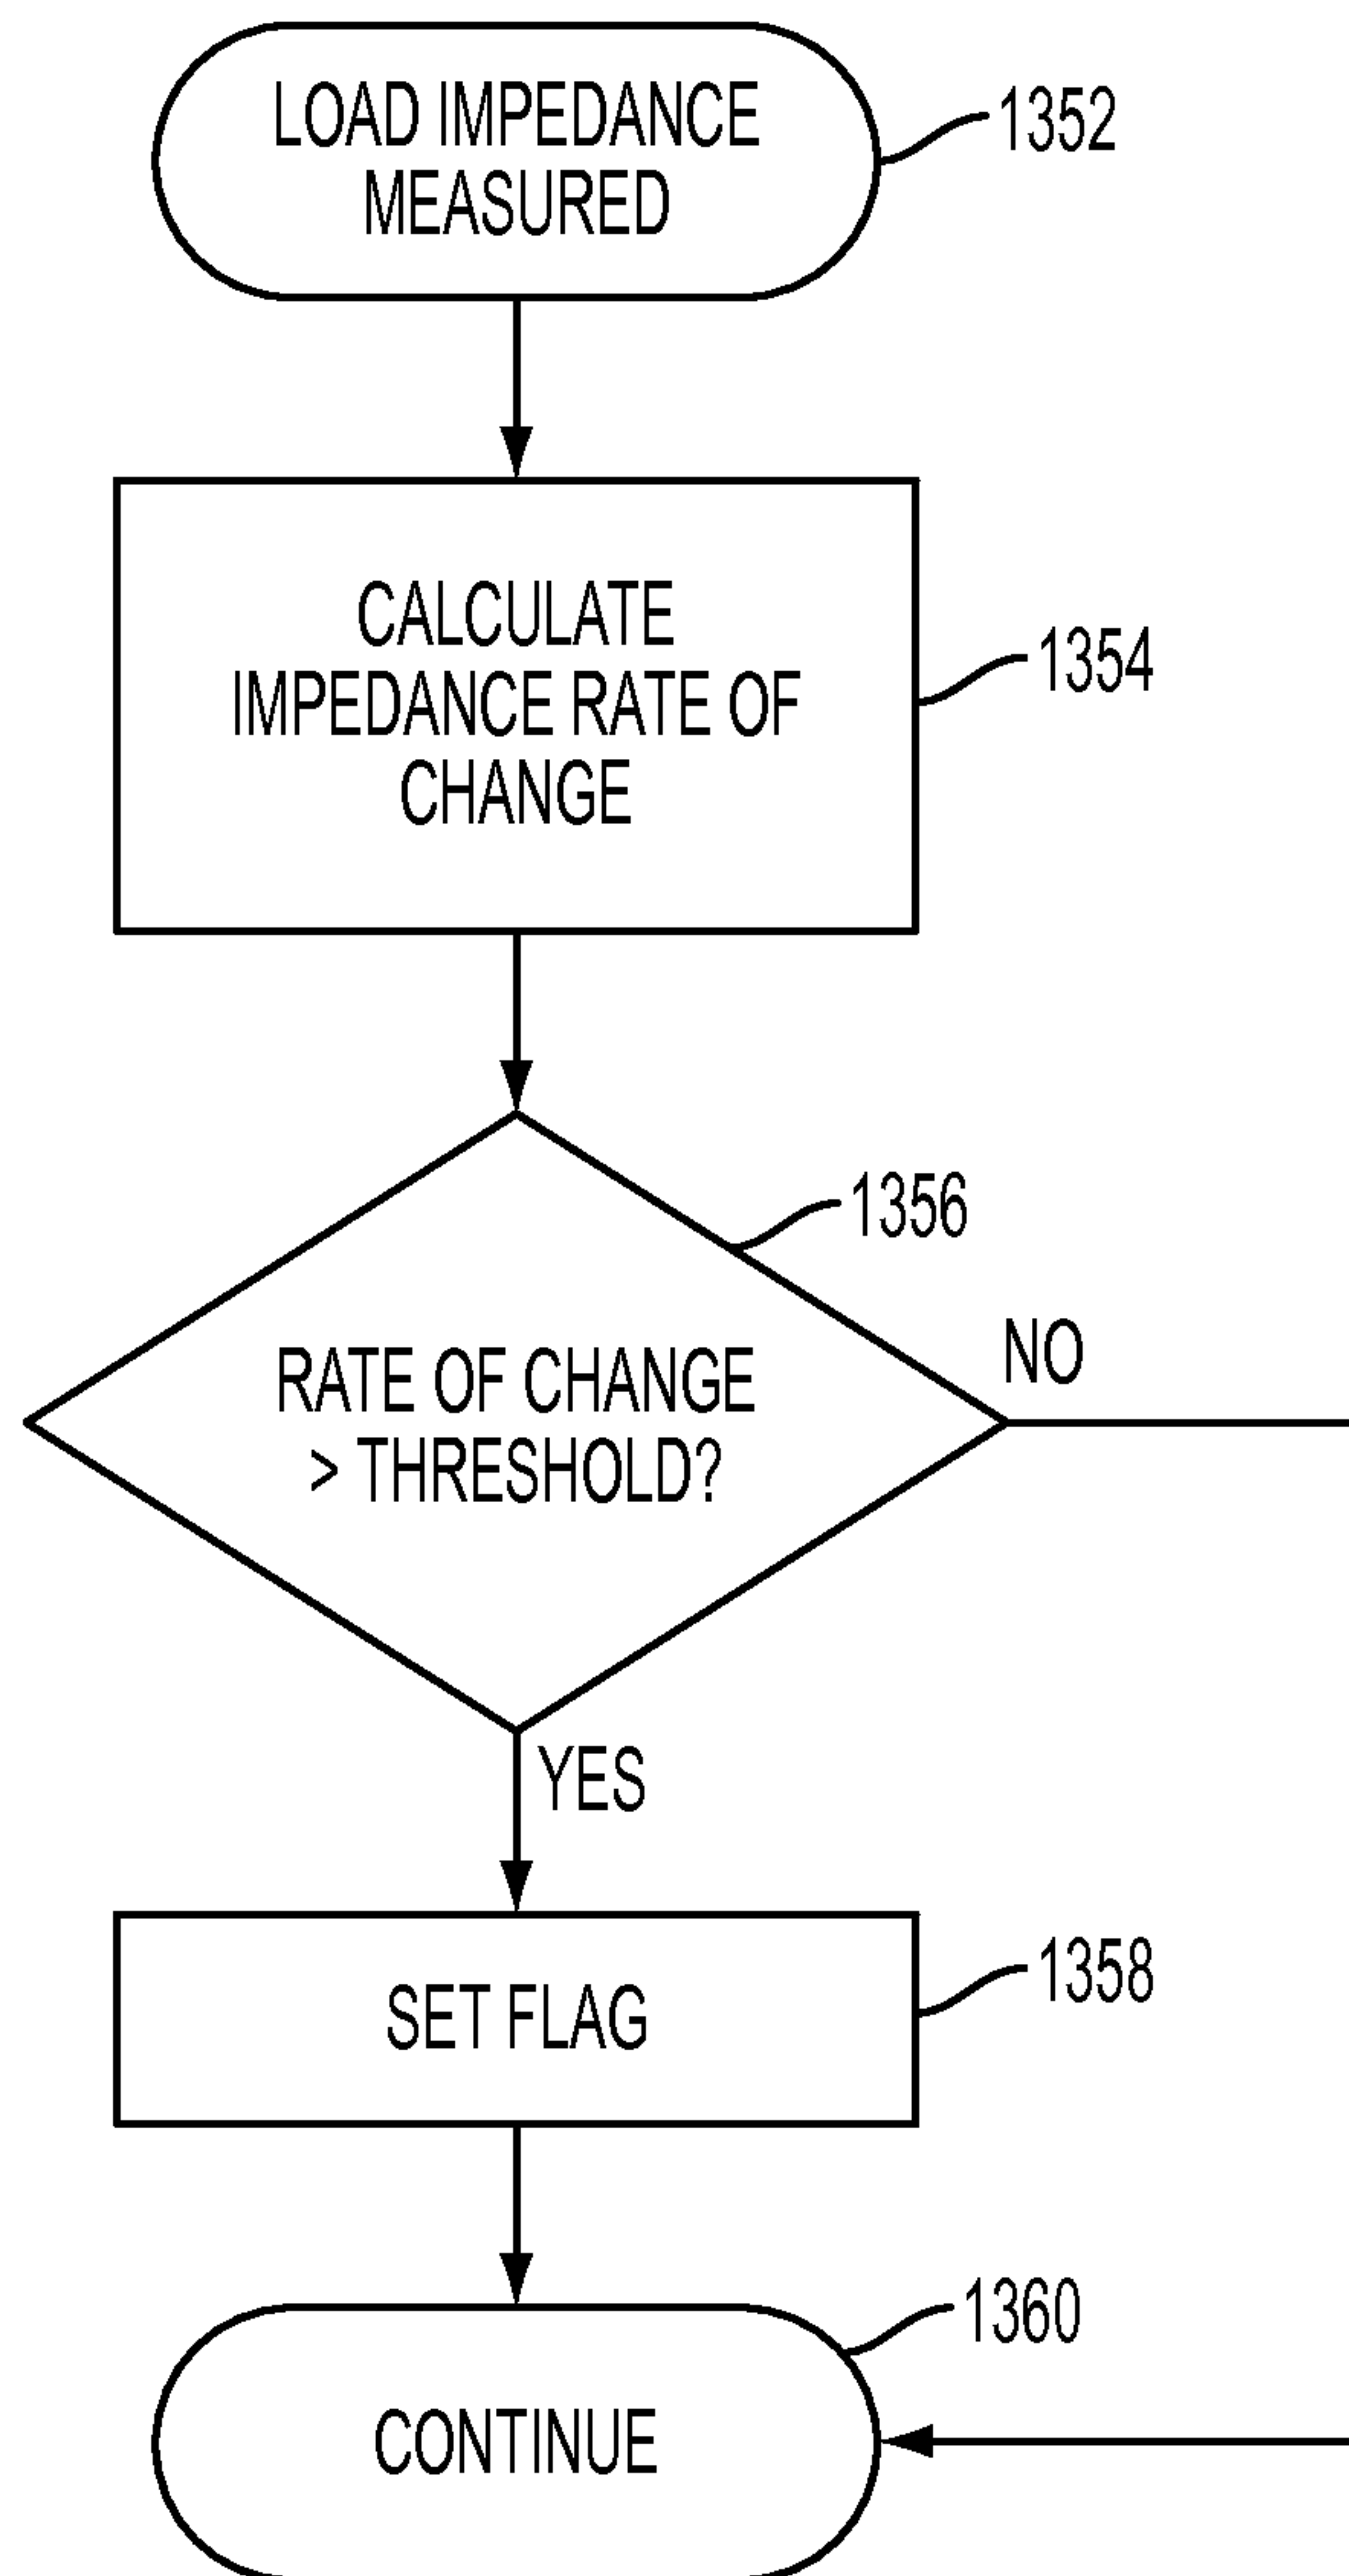 LOAD IMPEDANCE
MEASURED
1352
CALCULATE
IMPEDANCE RATE OF
CHANGE
1354
1356
RATE OF CHANGE
> THRESHOLD?
NO
YES
SET FLAG
1358
1360
CONTINUE